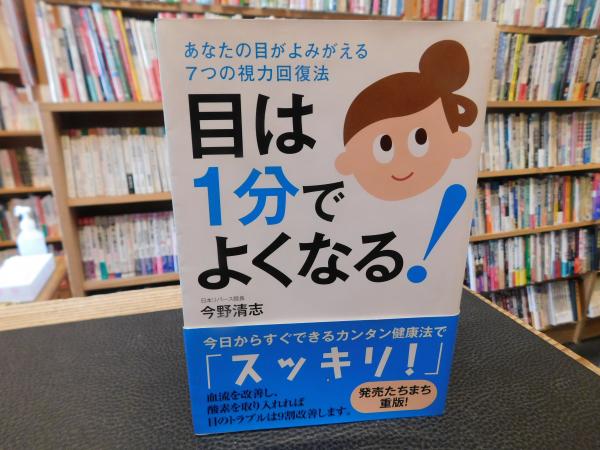 あなたの目がよみがえる
7つの視力回復法
目は
1分で
よくなる!
日本リバース院長
今野清志
今日からすぐできるカンタン健康法で
「スッキリ!」
血流を改善し、
酸素を取り入れれば
目のトラブルは9割改善します。
発売たちまち
重版!